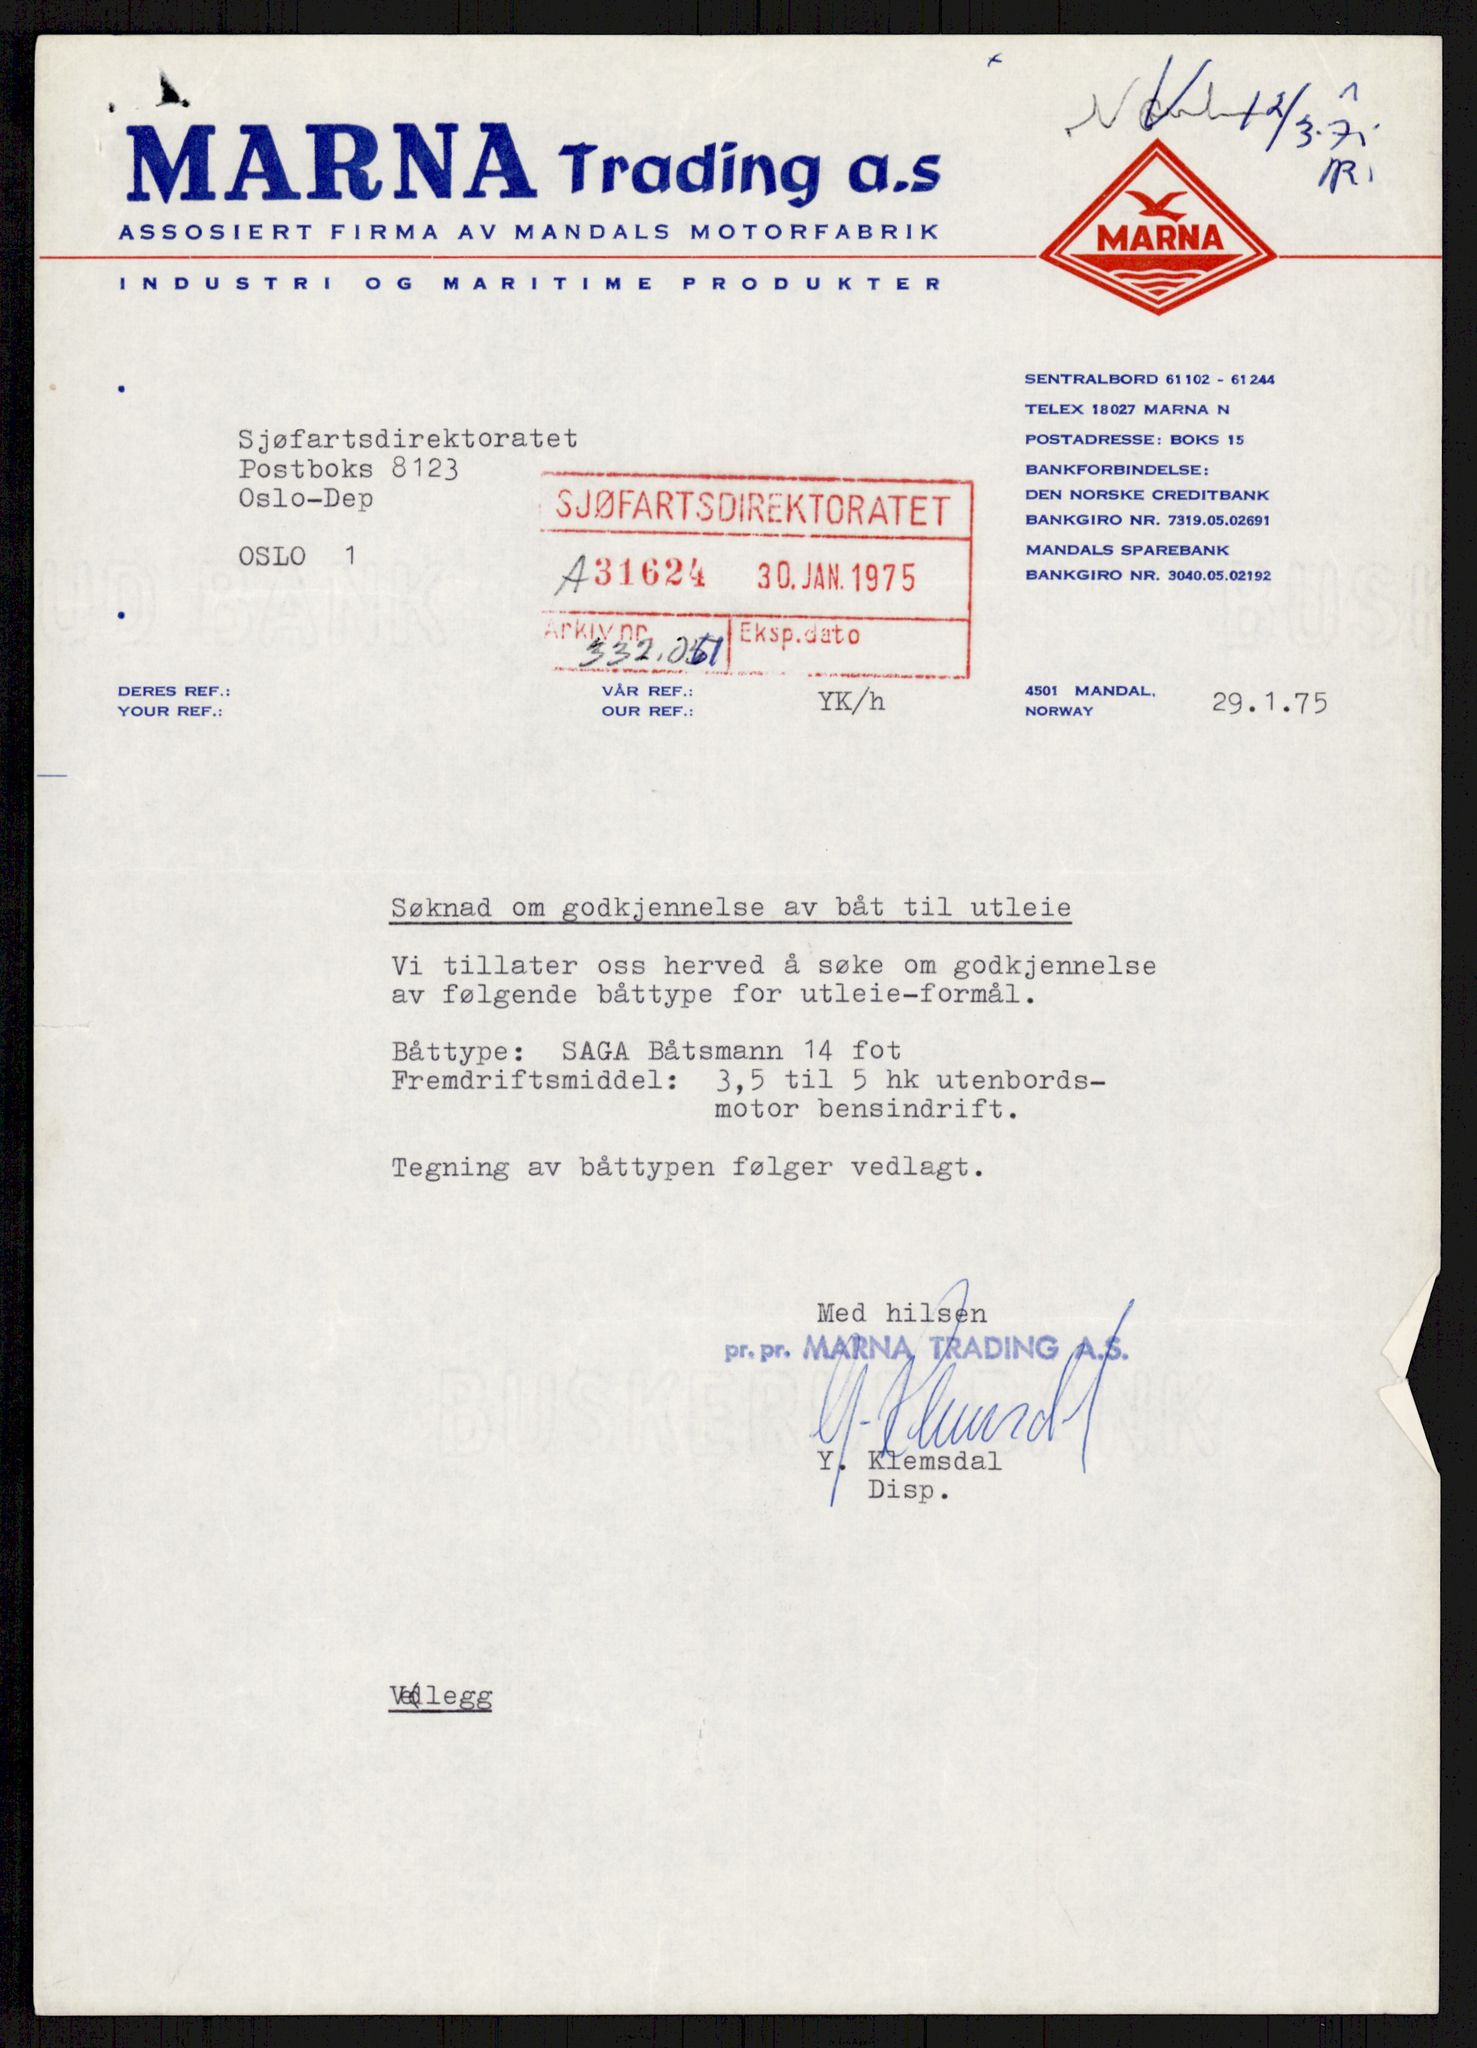 MARNA Trading a.s
ASSOSIERT FIRMA AV MANDALS MOTORFABRIK
INDUSTRI OG MARITIME PRODUKTER
MARNA
SENTRALBORD 61102 - 61244
TELEX 18027 MARNA N
POSTADRESSE: BOKS 15
BANKFORBINDELSE:
DEN NORSKE CREDITBANK
BANKGIRO NR. 7319.05.02691
MANDALS SPAREBANK
BANKGIRO NR. 3040.05.02192
Sjøfartsdirektoratet
Postboks 8123
Oslo-Dep
OSLO 1
SJØFARTSDIREKTORATET
A31624 30. JAN. 1975
Arkiv nr Eksp. dato
DERES REF.:
YOUR REF.:
VÅR REF.:
OUR REF.:
YK/h
4501 MANDAL,
NORWAY
29.1.75
Søknad om godkjennelse av båt til utleie
Vi tillater oss herved å søke om godkjennelse
av følgende båttype for utleie-formål.
Båttype: SAGA Båtsmann 14 fot
Fremdriftsmiddel: 3,5 til 5 hk utenbords-
motor bensindrift.
Tegning av båttypen følger vedlagt.
Med hilsen
pr. pr. MARNA TRADING A.S.
Y. Klemsdal
Y. Klemsdal
Disp.
Vedlegg
BUSKERUDBANK